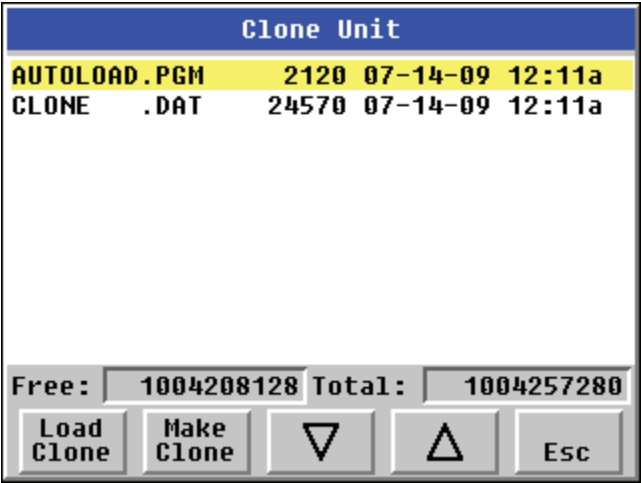 Clone Unit
AUTOLOAD.PGM 2120 07-14-09 12:11a
CLONE .DAT 24570 07-14-09 12:11a
Free: 1004208128 Total: 1004257280
Load Clone Make Clone Esc